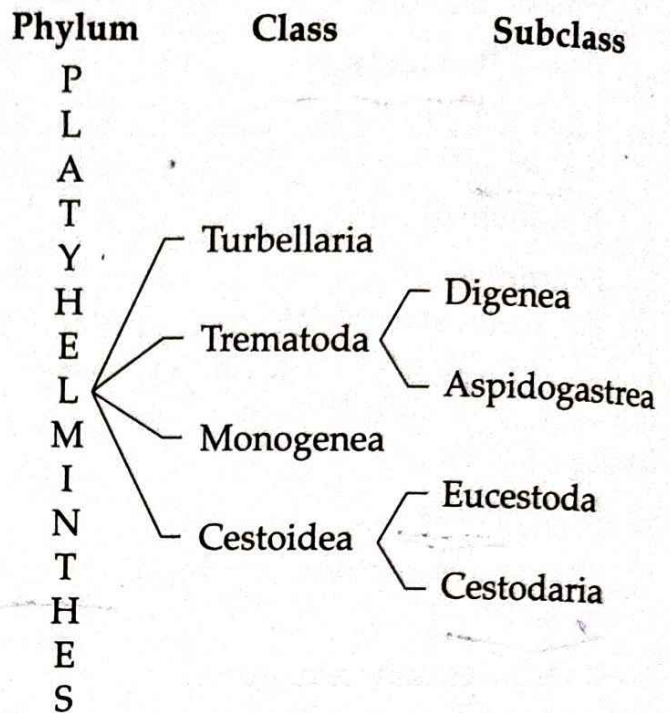 Phylum Class Subclass
P
L
A
T
Y
H
E
L
M
I
N
T
H
E
S
Turbellaria
Trematoda
Digenea
Aspidogastrea
Monogenea
Cestoidea
Eucestoda
Cestodaria